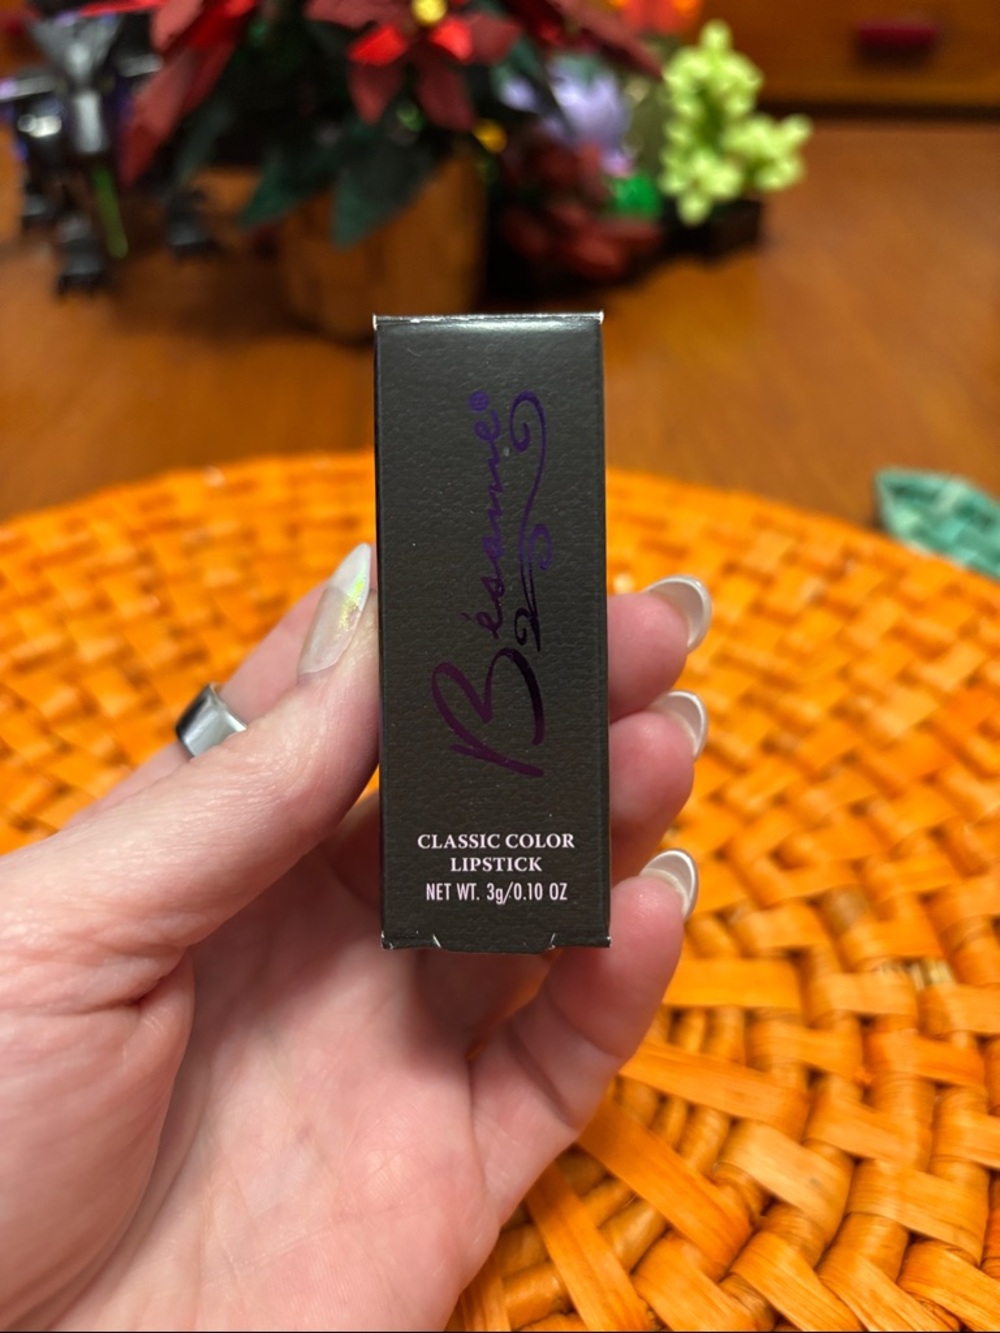 Bésame®
CLASSIC COLOR
LIPSTICK
NET WT. 3g/0.10 OZ